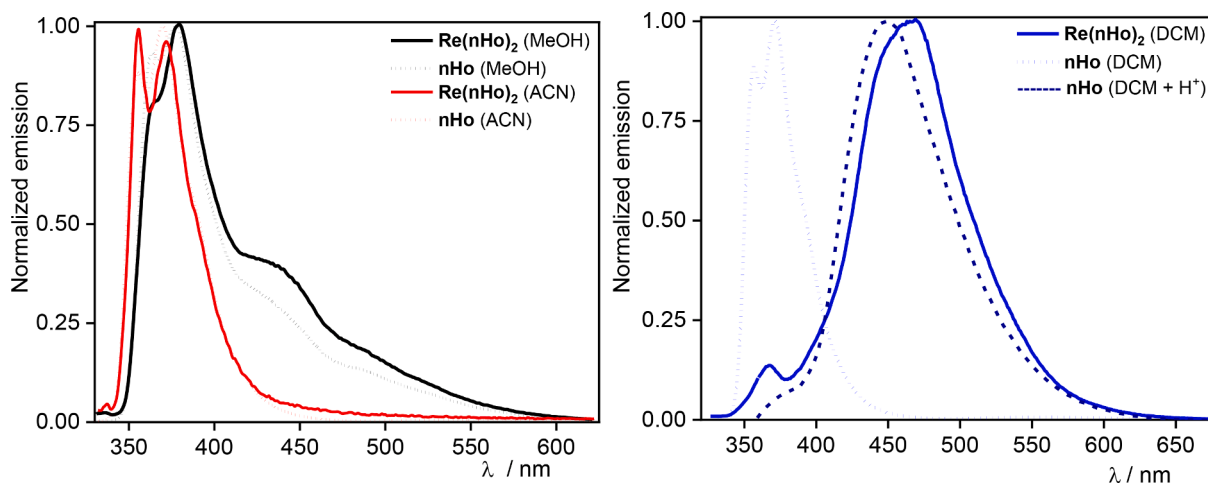 1.00
0.75
0.50
0.25
0.00
Normalized emission
350
400
450
500
550
600
λ / nm
Re(nHo)₂ (MeOH)
nHo (MeOH)
Re(nHo)₂ (ACN)
nHo (ACN)
1.00
0.75
0.50
0.25
0.00
Normalized emission
350
400
450
500
550
600
650
λ / nm
Re(nHo)₂ (DCM)
nHo (DCM)
nHo (DCM + H⁺)